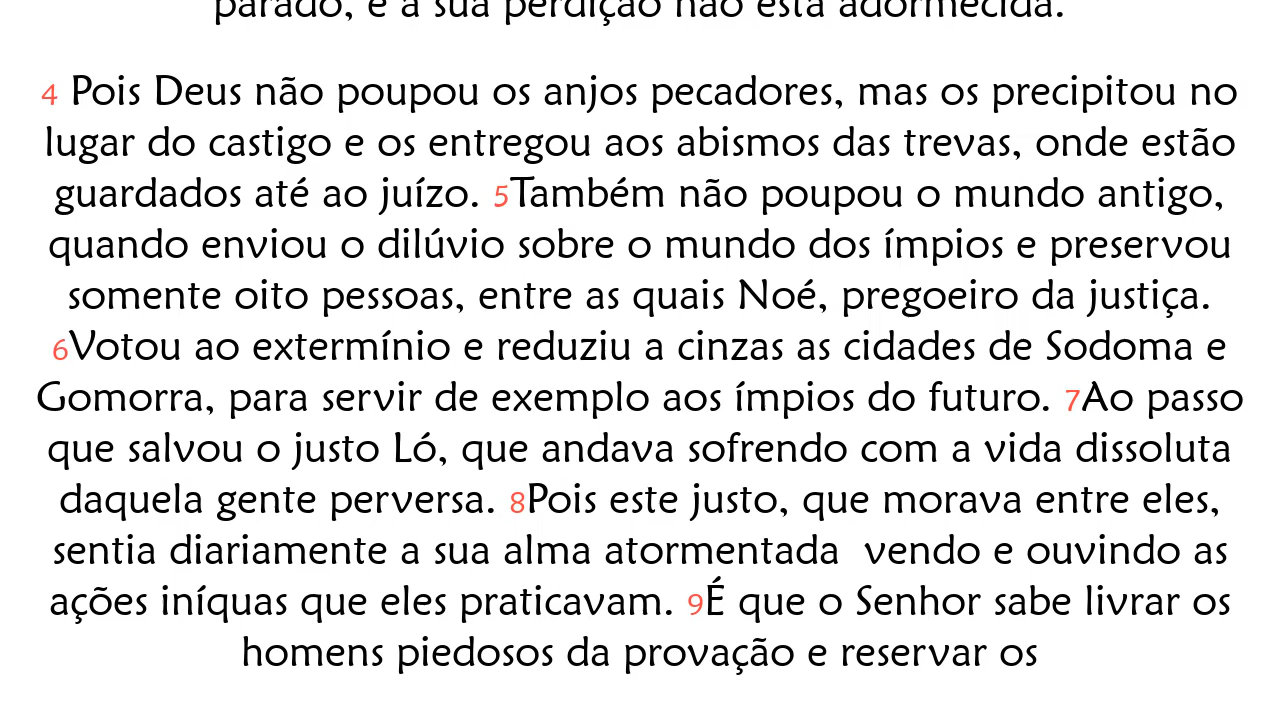 parado, e a sua perdição não está adormecida.
4 Pois Deus não poupou os anjos pecadores, mas os precipitou no
lugar do castigo e os entregou aos abismos das trevas, onde estão
guardados até ao juízo. 5Também não poupou o mundo antigo,
quando enviou o dilúvio sobre o mundo dos ímpios e preservou
somente oito pessoas, entre as quais Noé, pregoeiro da justiça.
6Votou ao extermínio e reduziu a cinzas as cidades de Sodoma e
Gomorra, para servir de exemplo aos ímpios do futuro. 7Ao passo
que salvou o justo Ló, que andava sofrendo com a vida dissoluta
daquela gente perversa. 8Pois este justo, que morava entre eles,
sentia diariamente a sua alma atormentada  vendo e ouvindo as
ações iníquas que eles praticavam. 9É que o Senhor sabe livrar os
homens piedosos da provação e reservar os